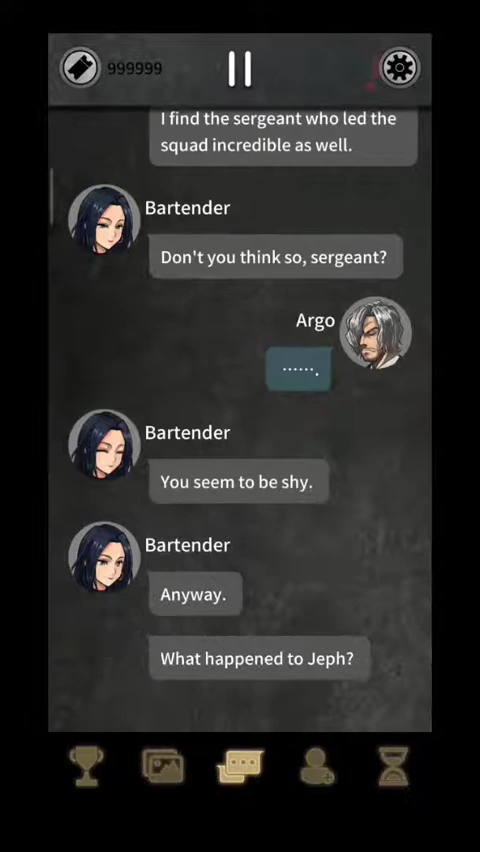 999999
I find the sergeant who led the
squad incredible as well.
Bartender
Don't you think so, sergeant?
Argo
.......
Bartender
You seem to be shy.
Bartender
Anyway.
What happened to Jeph?